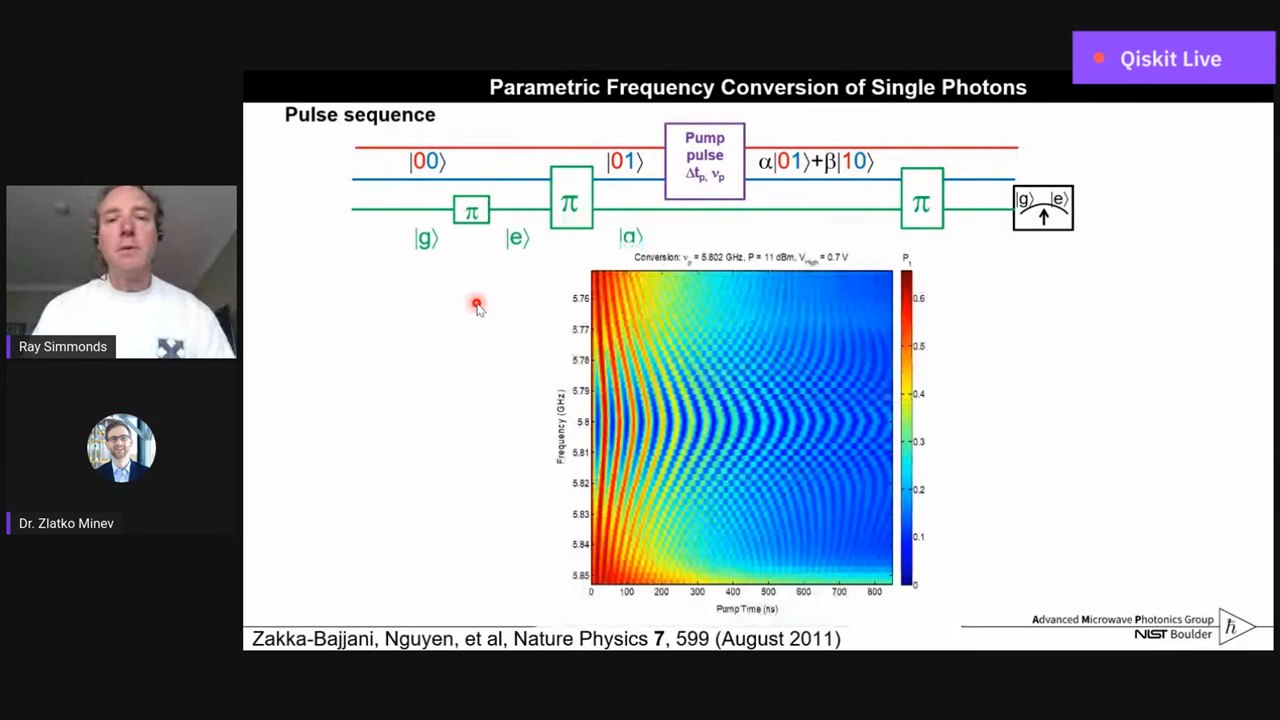 Qiskit Live
Parametric Frequency Conversion of Single Photons
Pulse sequence
Pump
pulse
Δtₚ, νₚ
|00⟩
|01⟩
α|01⟩+β|10⟩
π
π
π
|g⟩ |e⟩
|g⟩
|e⟩
|g⟩
Conversion: νₚ = 5.802 GHz, P = 11 dBm, V_High = 0.7 V
P₁
5.76
5.77
5.78
5.79
5.8
5.81
5.82
5.83
5.84
5.85
Frequency (GHz)
0.6
0.5
0.4
0.3
0.2
0.1
0
0 100 200 300 400 500 600 700 800
Pump Time (ns)
Ray Simmonds
Dr. Zlatko Minev
Advanced Microwave Photonics Group
NIST Boulder
ħ
Zakka-Bajjani, Nguyen, et al, Nature Physics 7, 599 (August 2011)